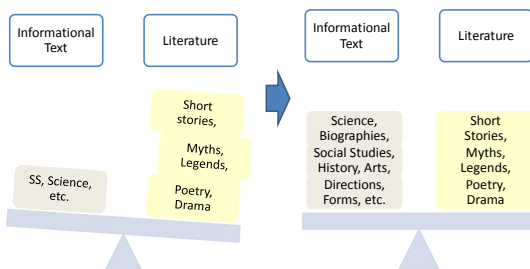 Informational
Text
Literature
Short
stories,
Myths,
Legends,
Poetry,
Drama
SS, Science,
etc.
Informational
Text
Literature
Science,
Biographies,
Social Studies,
History, Arts,
Directions,
Forms, etc.
Short
Stories,
Myths,
Legends,
Poetry,
Drama